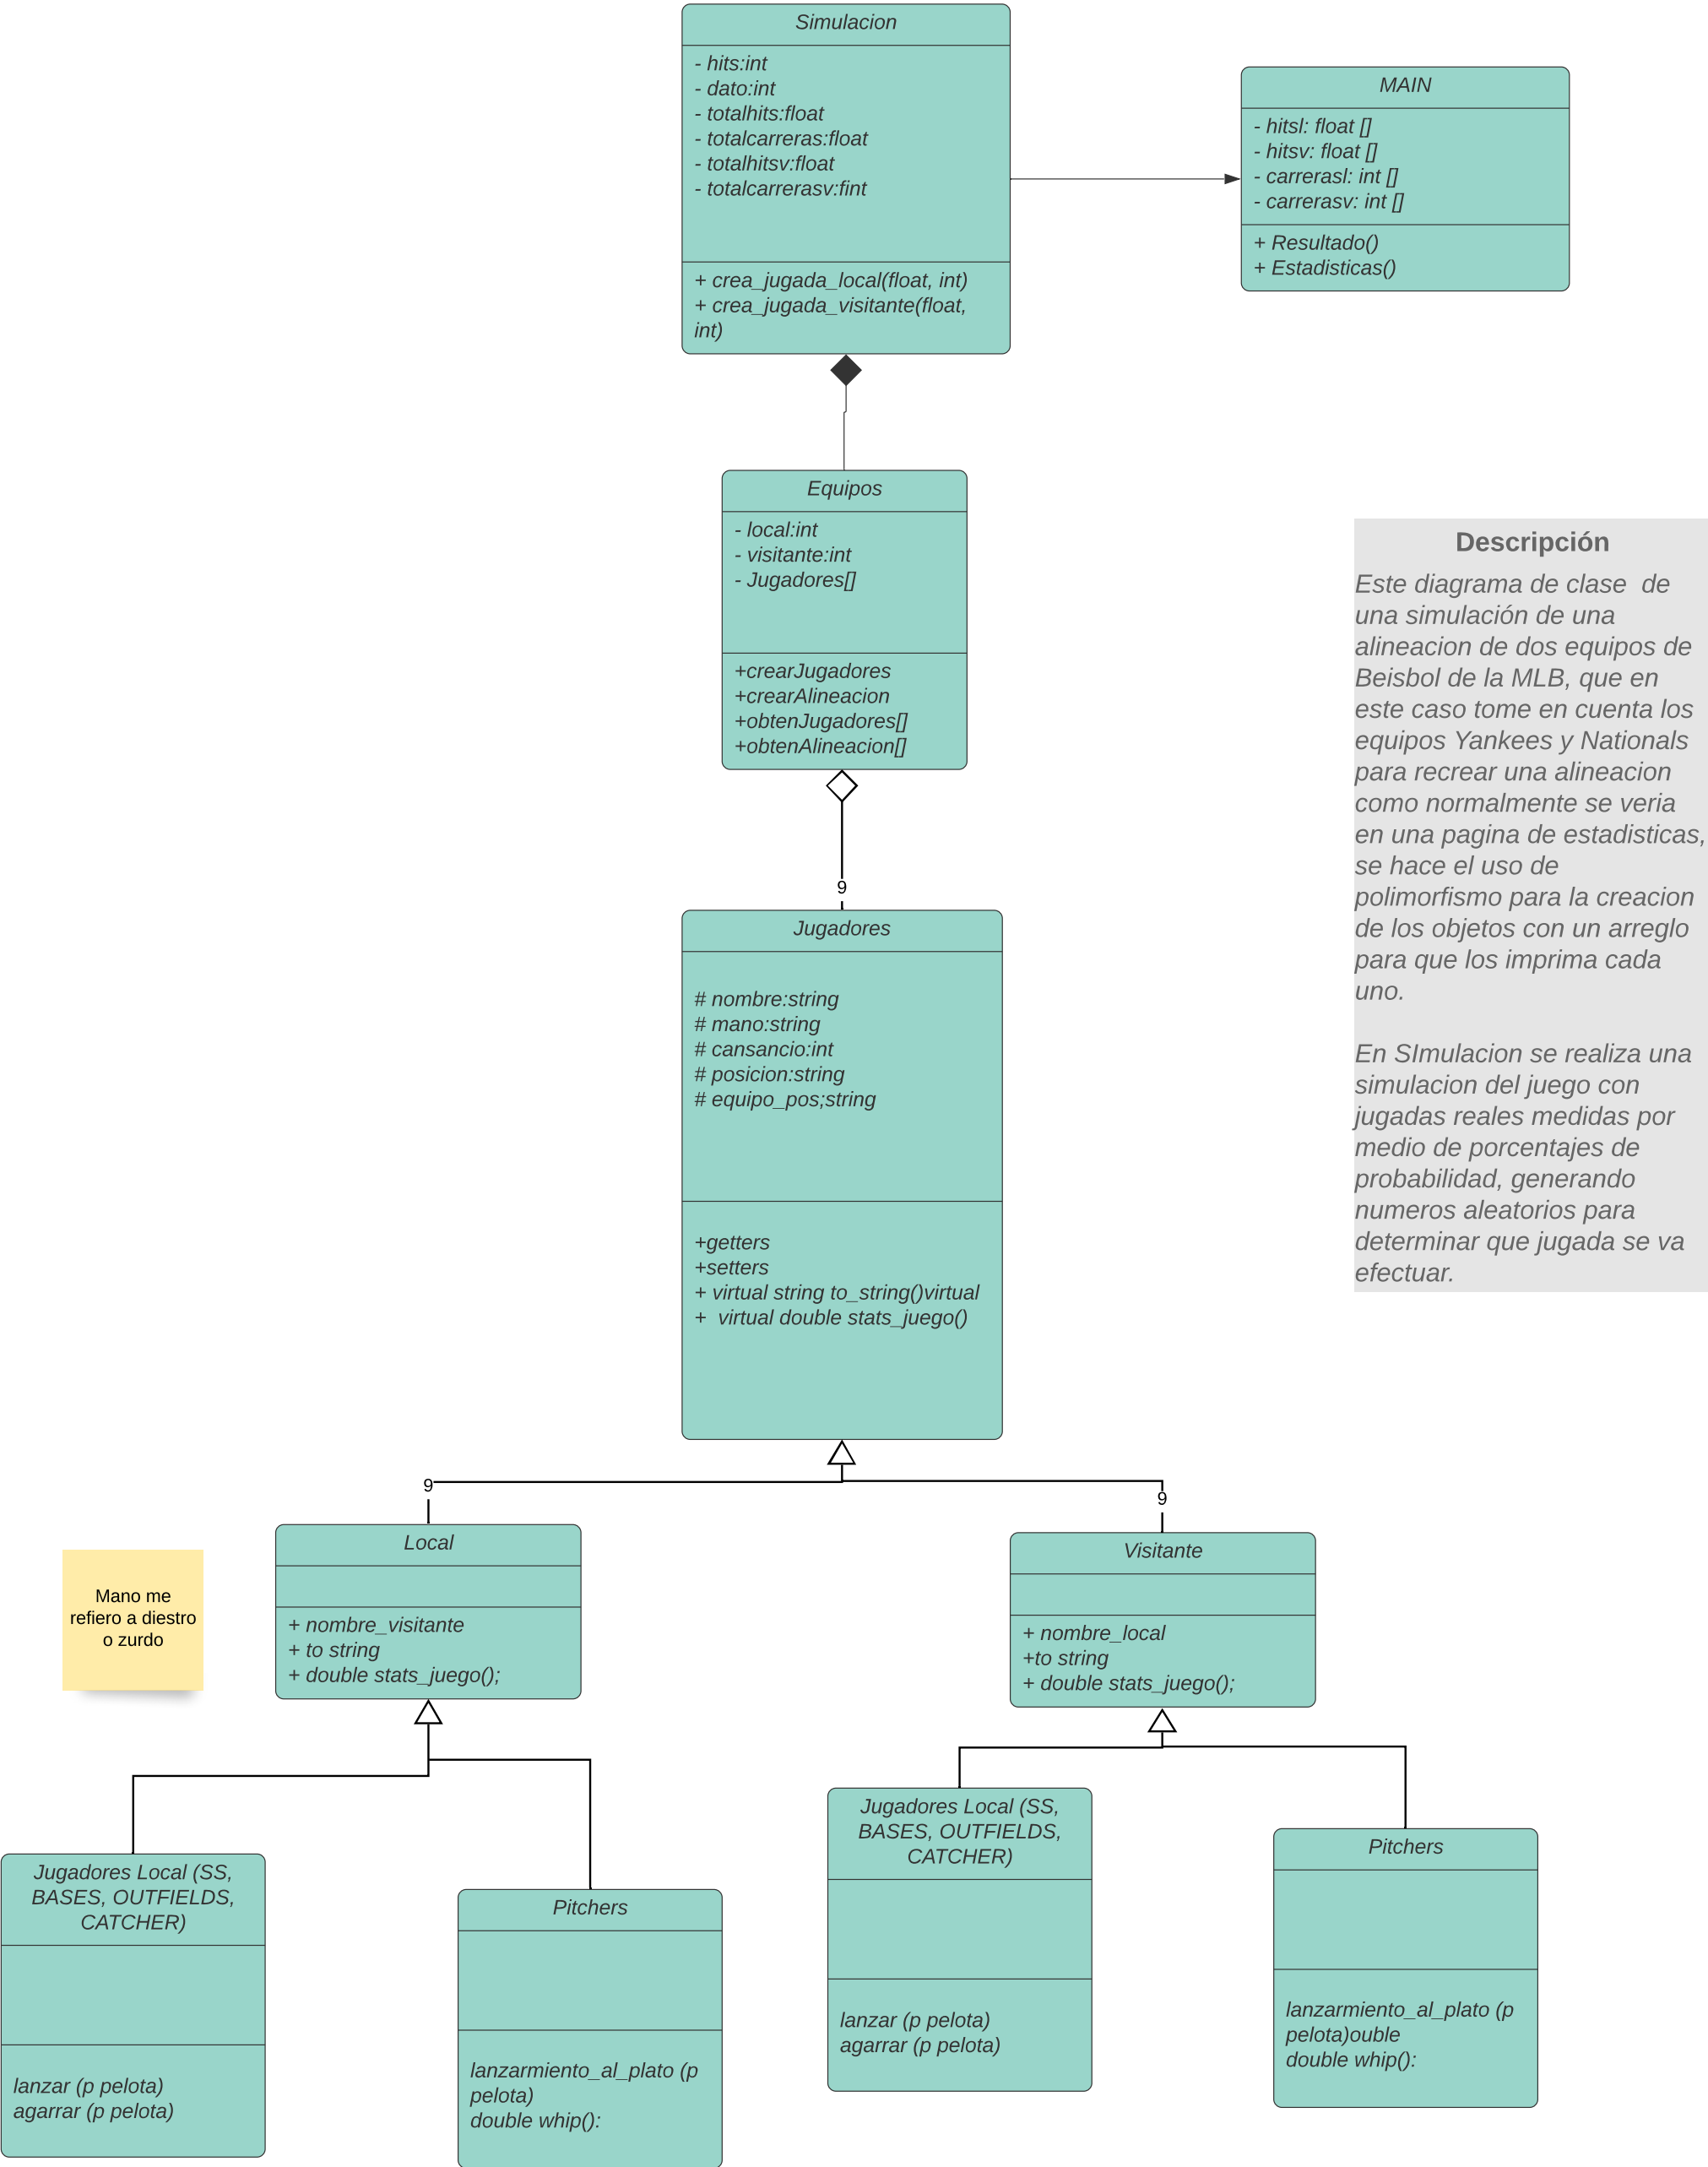 Simulacion
- hits:int
- dato:int
- totalhits:float
- totalcarreras:float
- totalhitsv:float
- totalcarrerasv:fint
+ crea_jugada_local(float, int)
+ crea_jugada_visitante(float,
int)
MAIN
- hitsl: float []
- hitsv: float []
- carrerasl: int []
- carrerasv: int []
+ Resultado()
+ Estadisticas()
Equipos
- local:int
- visitante:int
- Jugadores[]
+crearJugadores
+crearAlineacion
+obtenJugadores[]
+obtenAlineacion[]
Descripción
Este diagrama de clase  de
una simulación de una
alineacion de dos equipos de
Beisbol de la MLB, que en
este caso tome en cuenta los
equipos Yankees y Nationals
para recrear una alineacion
como normalmente se veria
en una pagina de estadisticas,
se hace el uso de
polimorfismo para la creacion
de los objetos con un arreglo
para que los imprima cada
uno.
En SImulacion se realiza una
simulacion del juego con
jugadas reales medidas por
medio de porcentajes de
probabilidad, generando
numeros aleatorios para
determinar que jugada se va
efectuar.
9
Jugadores
# nombre:string
# mano:string
# cansancio:int
# posicion:string
# equipo_pos;string
+getters
+setters
+ virtual string to_string()virtual
+  virtual double stats_juego()
9
9
Mano me
refiero a diestro
o zurdo
Local
+ nombre_visitante
+ to string
+ double stats_juego();
Visitante
+ nombre_local
+to string
+ double stats_juego();
Jugadores Local (SS,
BASES, OUTFIELDS,
CATCHER)
lanzar (p pelota)
agarrar (p pelota)
Pitchers
lanzarmiento_al_plato (p
pelota)
double whip():
Jugadores Local (SS,
BASES, OUTFIELDS,
CATCHER)
lanzar (p pelota)
agarrar (p pelota)
Pitchers
lanzarmiento_al_plato (p
pelota)ouble
double whip():